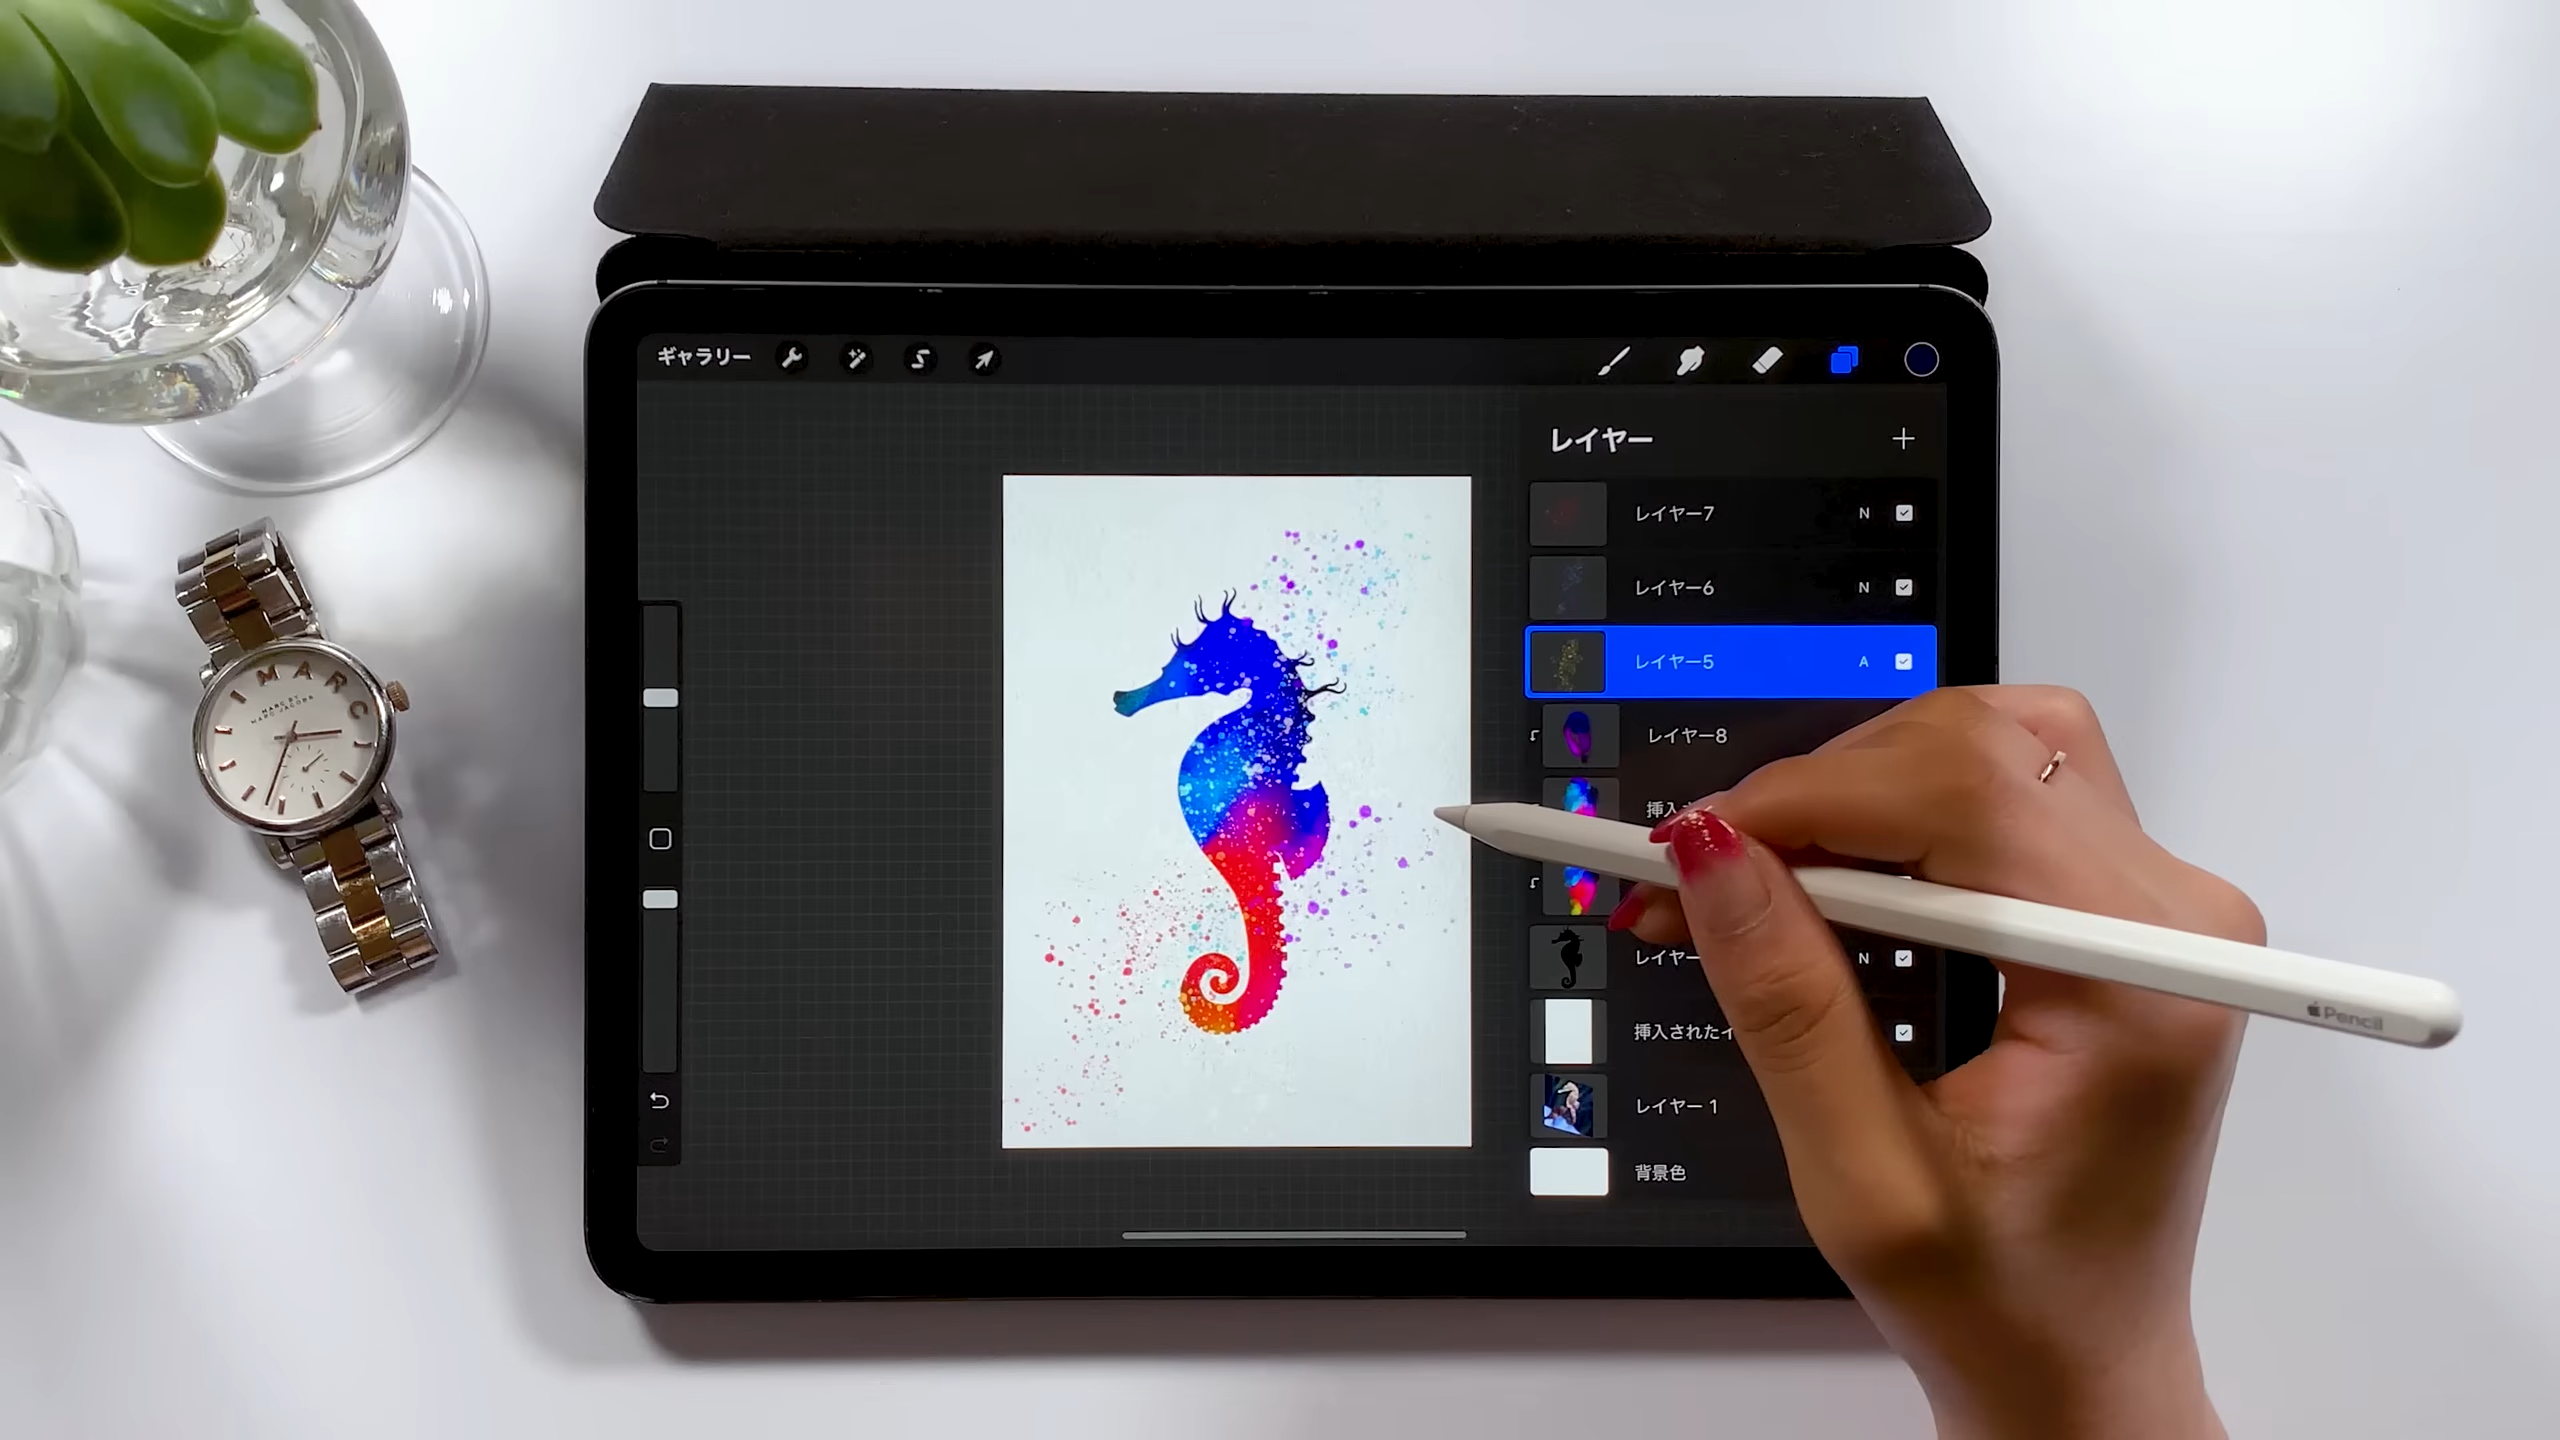 ギャラリー
レイヤー
レイヤー7 N
レイヤー6 N
レイヤー5 A
レイヤー8
挿入
レイヤー N
挿入されたイ
レイヤー 1
背景色
MARC J
MARC BY
MARC JACOBS
Pencil